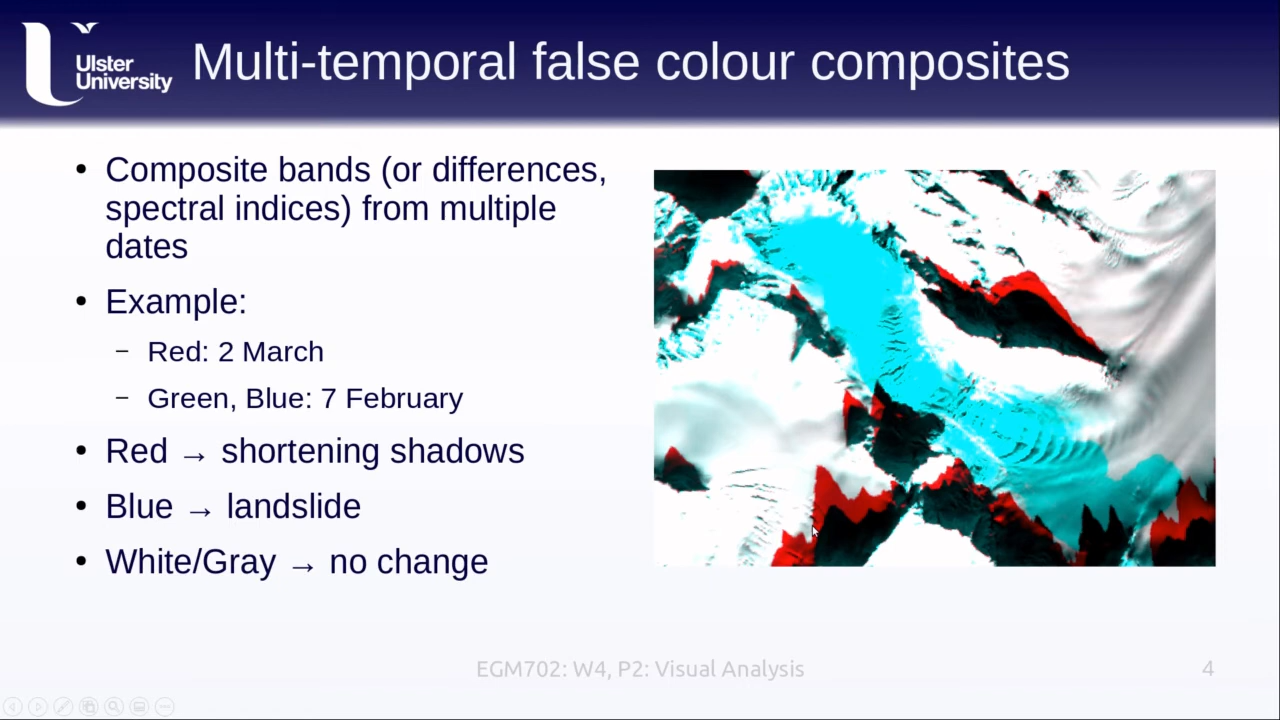 Ulster
University
Multi-temporal false colour composites
• Composite bands (or differences,
spectral indices) from multiple
dates
• Example:
– Red: 2 March
– Green, Blue: 7 February
• Red → shortening shadows
• Blue → landslide
• White/Gray → no change
EGM702: W4, P2: Visual Analysis
4